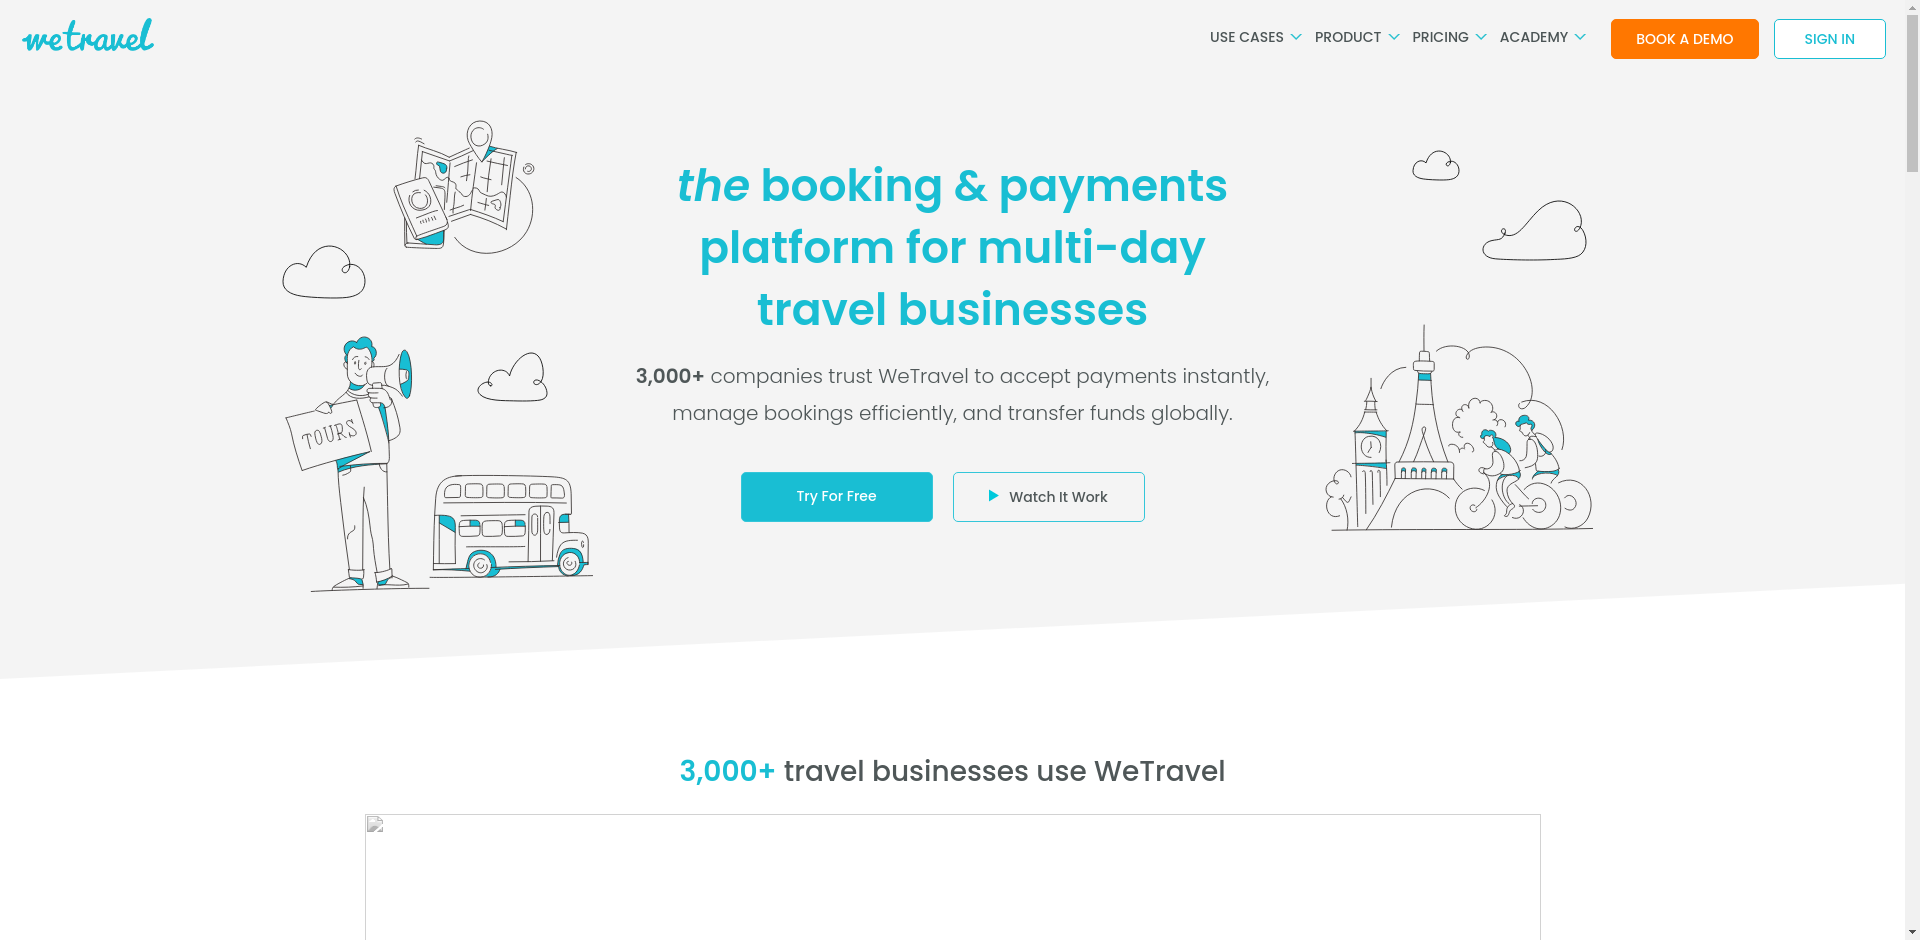 wetravel
USE CASES PRODUCT PRICING ACADEMY BOOK A DEMO SIGN IN
the booking & payments
platform for multi-day
travel businesses
3,000+ companies trust WeTravel to accept payments instantly,
manage bookings efficiently, and transfer funds globally.
TOURS
Try For Free Watch It Work
3,000+ travel businesses use WeTravel